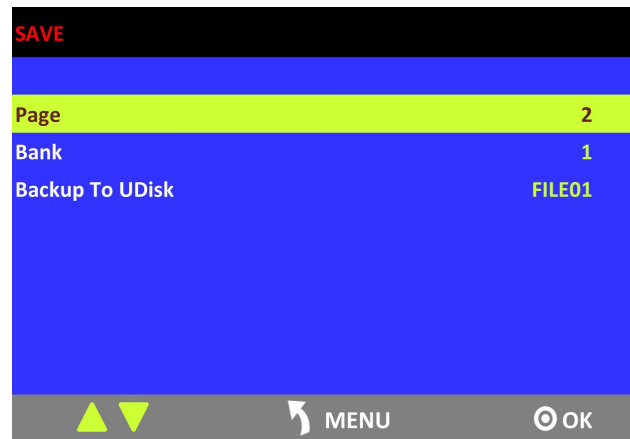 SAVE
Page 2
Bank 1
Backup To UDisk FILE01
MENU OK